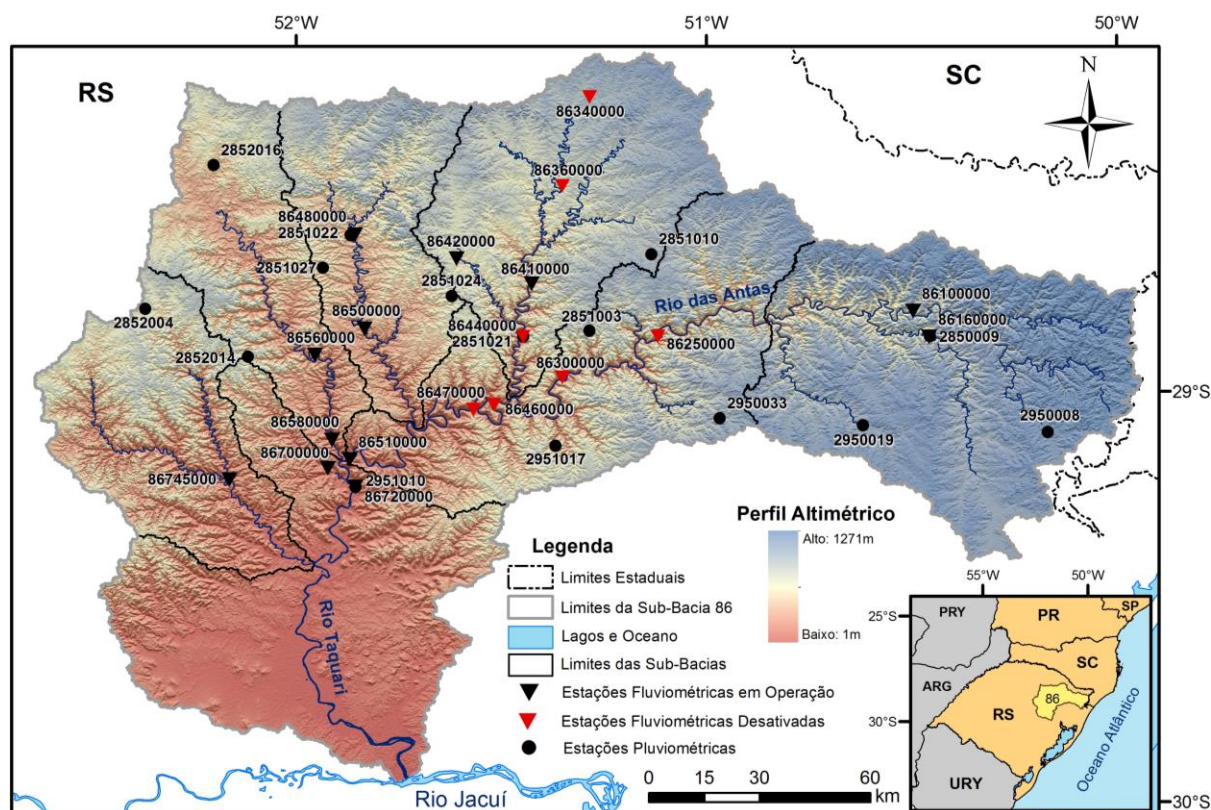 52°W
51°W
50°W
RS
SC
N
86340000
2852016
86360000
86480000
2851022
86420000
2851010
2851027
86410000
2851024
Rio das Antas
86100000
2852004
86500000
2851003
86160000
86440000
2850009
2851021
86560000
86250000
2852014
86300000
29°S
86470000
86460000
2950033
86580000
86510000
2950019
2950008
86700000
2951017
86745000
2951010
86720000
Rio Taquari
Rio Jacuí
Legenda
Limites Estaduais
Limites da Sub-Bacia 86
Lagos e Oceano
Limites das Sub-Bacias
Estações Fluviométricas em Operação
Estações Fluviométricas Desativadas
Estações Pluviométricas
0 15 30 60
km
Perfil Altimétrico
Alto: 1271m
Baixo: 1m
55°W
50°W
25°S
30°S
PRY
PR
SP
SC
ARG
86
RS
URY
Oceano Atlântico
30°S